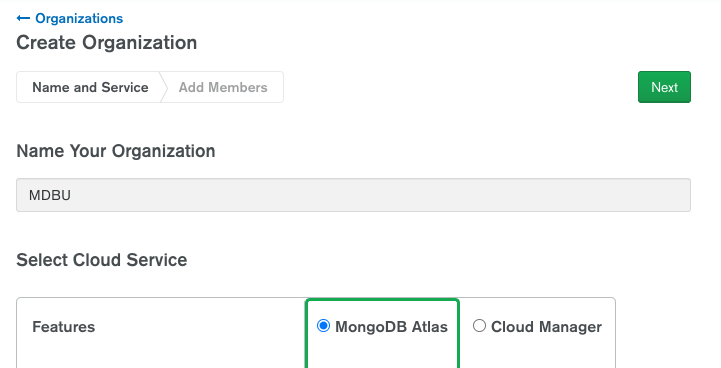 ← Organizations
Create Organization
Name and Service Add Members Next
Name Your Organization
MDBU
Select Cloud Service
Features MongoDB Atlas Cloud Manager